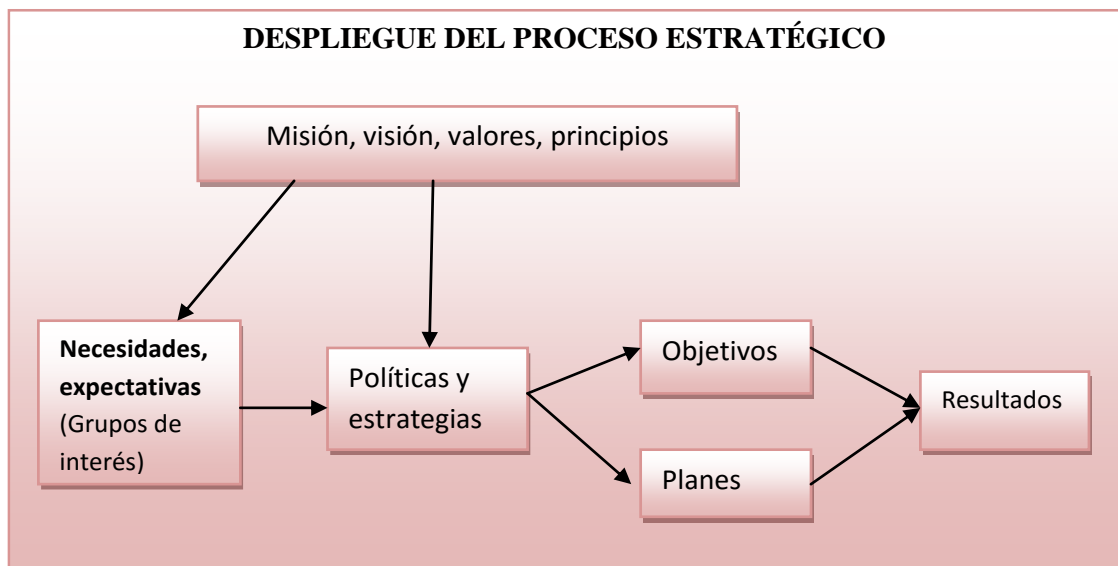 DESPLIEGUE DEL PROCESO ESTRATÉGICO
Misión, visión, valores, principios
Necesidades,
expectativas
(Grupos de
interés)
Políticas y
estrategias
Objetivos
Planes
Resultados